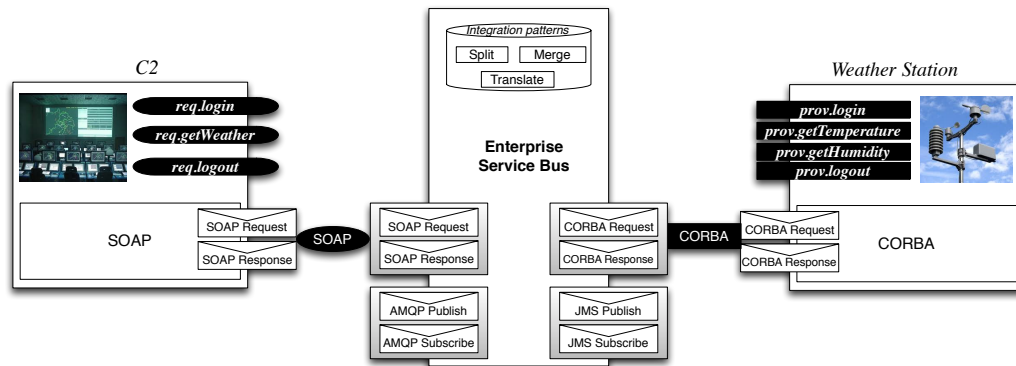 C2
req.login
req.getWeather
req.logout
SOAP
SOAP Request
SOAP Response
SOAP
Integration patterns
Split
Merge
Translate
Enterprise
Service Bus
SOAP Request
SOAP Response
AMQP Publish
AMQP Subscribe
CORBA Request
CORBA Response
JMS Publish
JMS Subscribe
CORBA
Weather Station
prov.login
prov.getTemperature
prov.getHumidity
prov.logout
CORBA Request
CORBA Response
CORBA